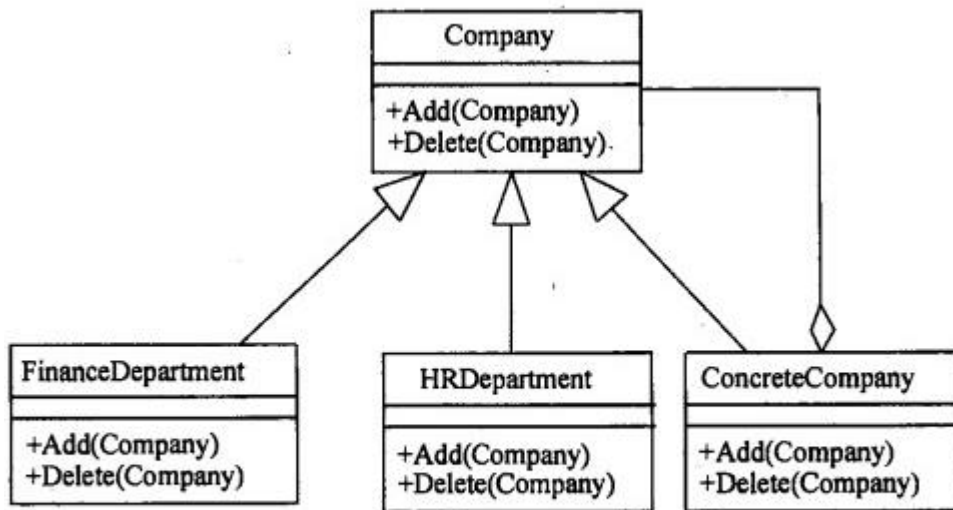 Company
+Add(Company)
+Delete(Company)
FinanceDepartment
+Add(Company)
+Delete(Company)
HRDepartment
+Add(Company)
+Delete(Company)
ConcreteCompany
+Add(Company)
+Delete(Company)